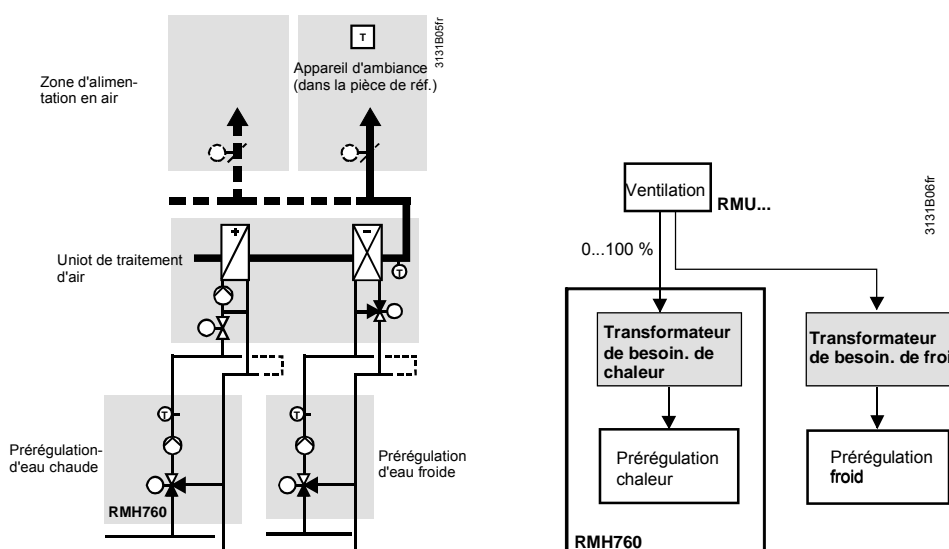 3131B05fr
T
Zone d'alimen-
tation en air
Appareil d'ambiance
(dans la pièce de réf.)
Uniot de traitement
d'air
+
-
T
T
T
Prérégulation-
d'eau chaude
Prérégulation
d'eau froide
RMH760
3131B06fr
Ventilation
RMU...
0...100 %
Transformateur
de besoin. de
chaleur
Transformateur
de besoin. de froi
Prérégulation
chaleur
Prérégulation
froid
RMH760